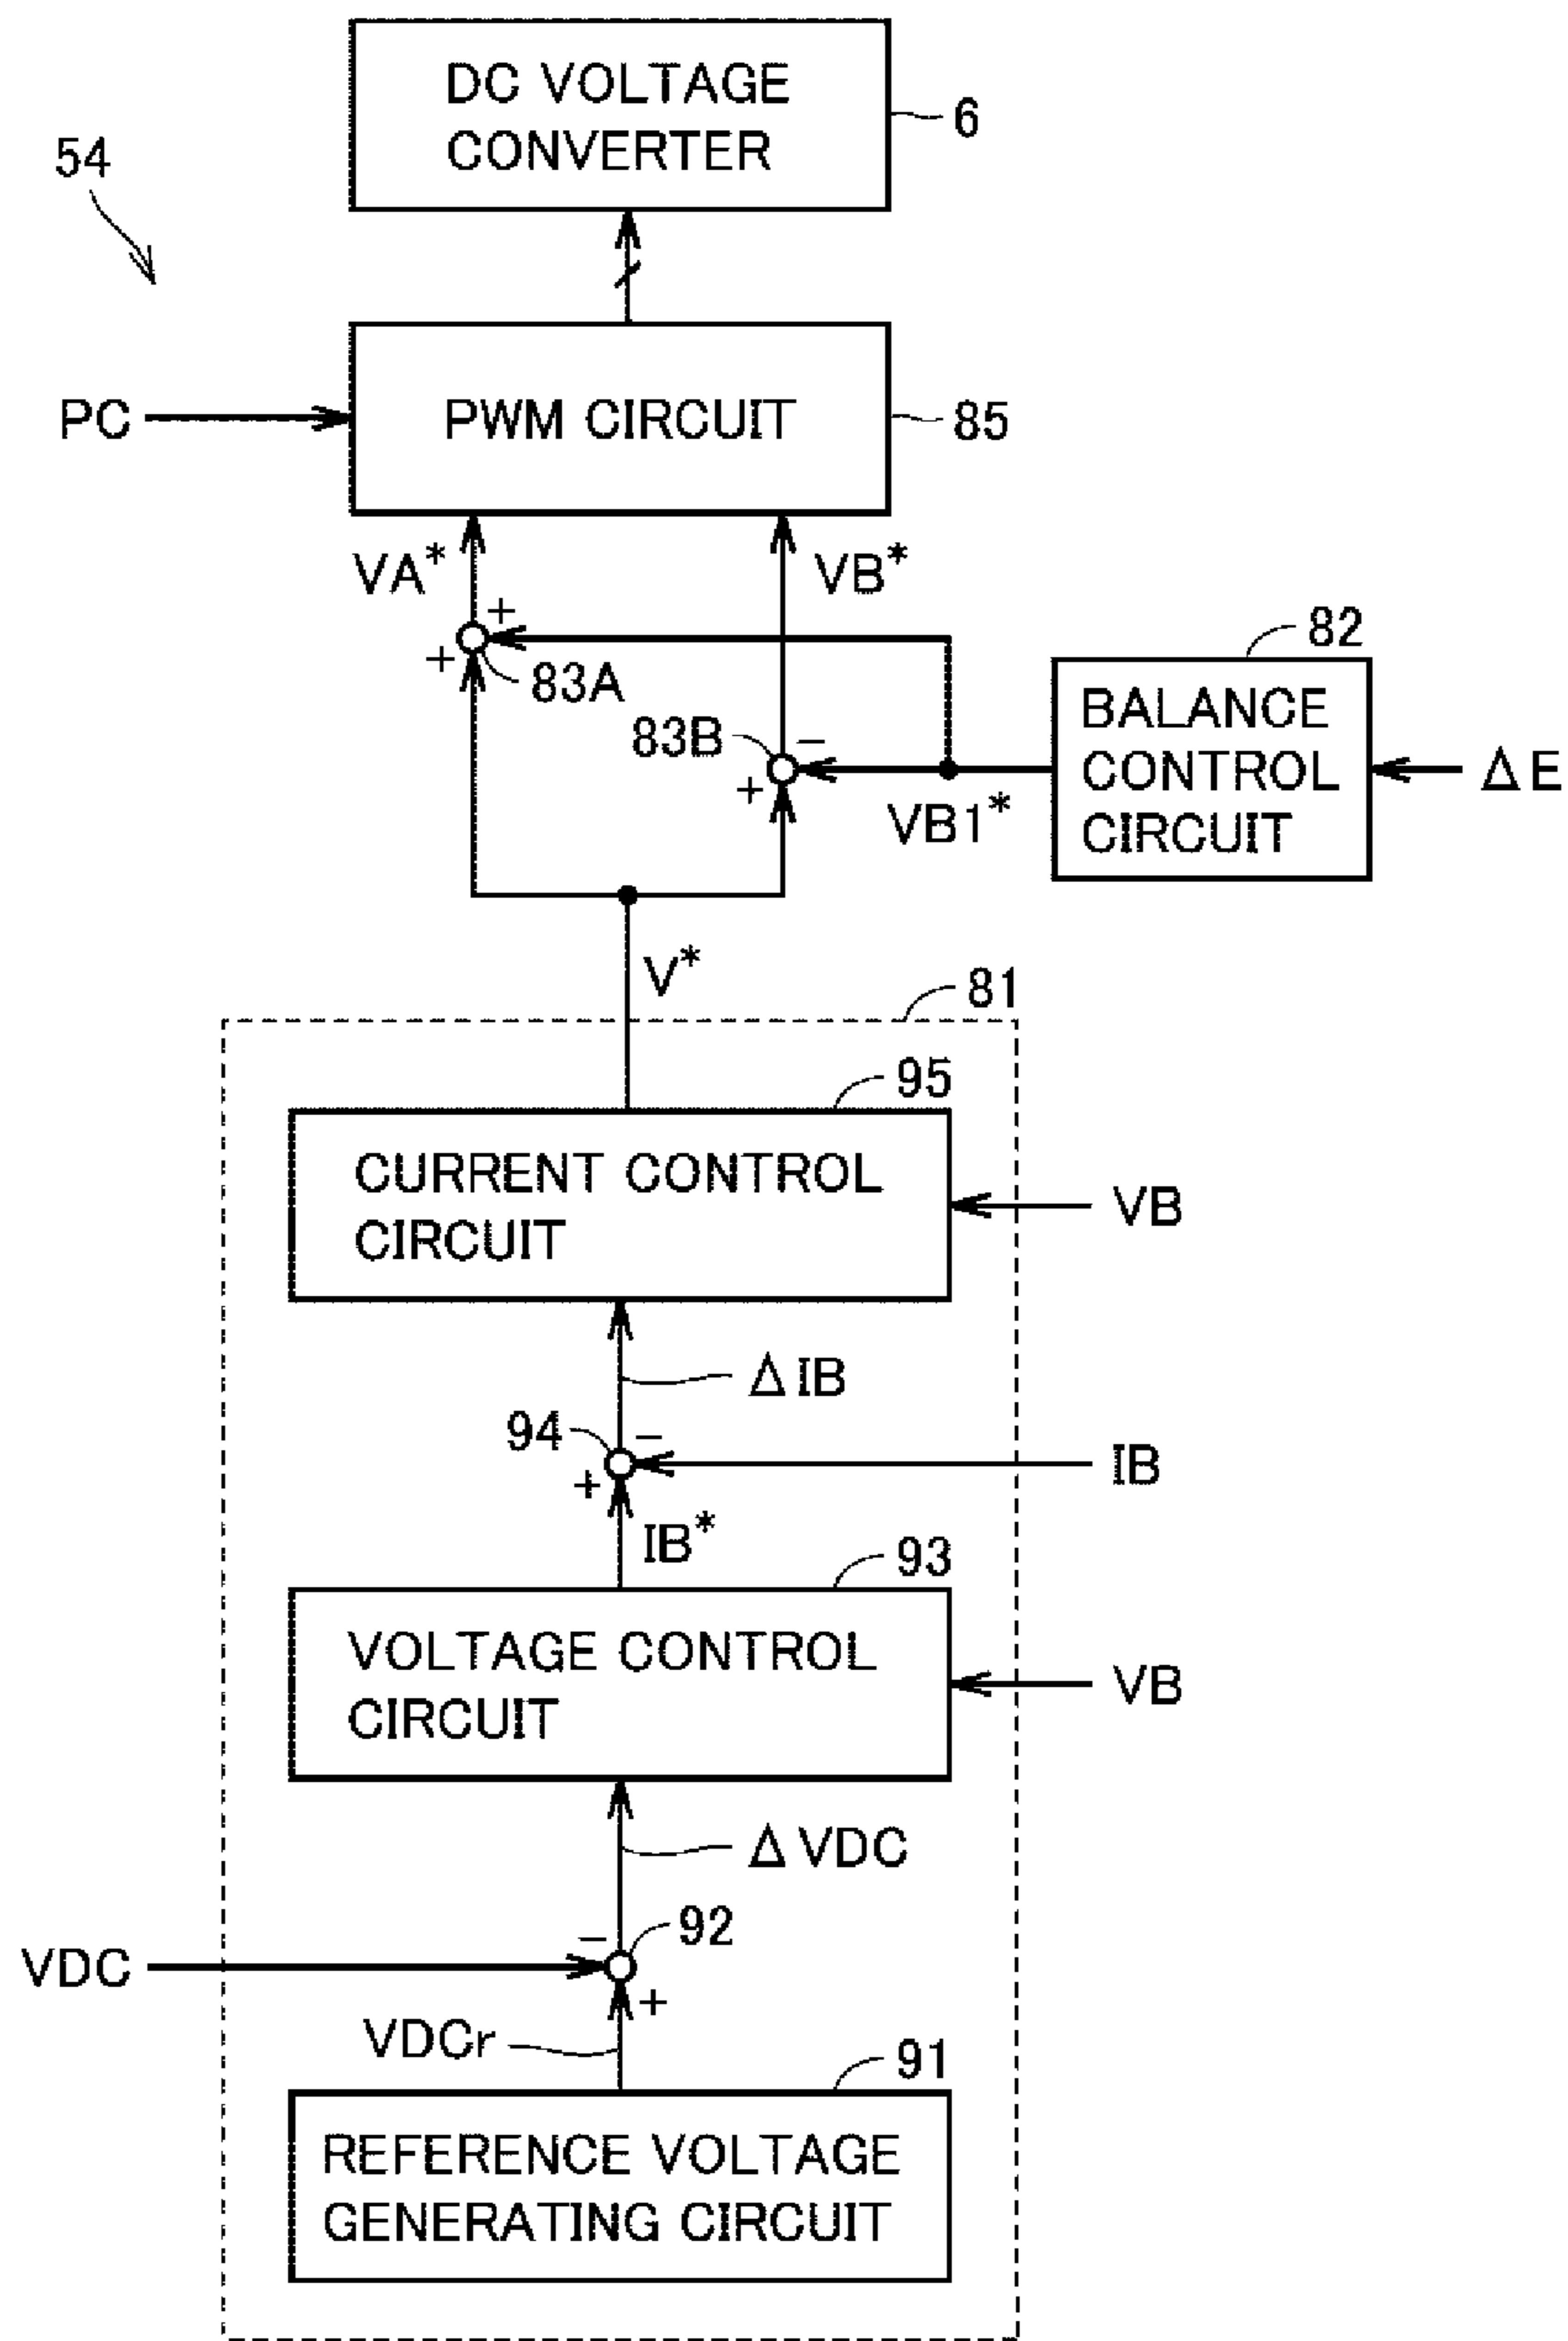 DC VOLTAGE
CONVERTER
6
54
PC
PWM CIRCUIT
85
VA*
VB*
+
+
83A
82
83B
−
+
BALANCE
CONTROL
CIRCUIT
ΔE
VB1*
V*
81
95
CURRENT CONTROL
CIRCUIT
VB
ΔIB
94
−
+
IB
IB*
93
VOLTAGE CONTROL
CIRCUIT
VB
ΔVDC
92
−
VDC
+
VDCr
91
REFERENCE VOLTAGE
GENERATING CIRCUIT